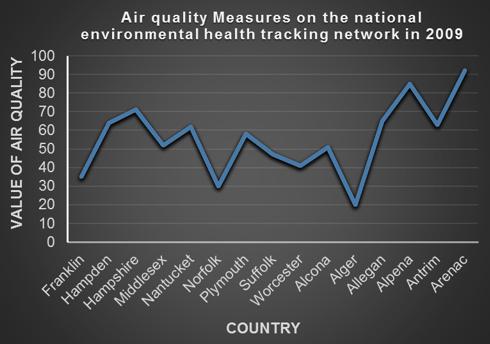 Air quality Measures on the national
environmental health tracking network in 2009
VALUE OF AIR QUALITY
100
90
80
70
60
50
40
30
20
10
0
Franklin
Hampden
Hampshire
Middlesex
Nantucket
Norfolk
Plymouth
Suffolk
Worcester
Alcona
Alger
Allegan
Alpena
Antrim
Arenac
COUNTRY